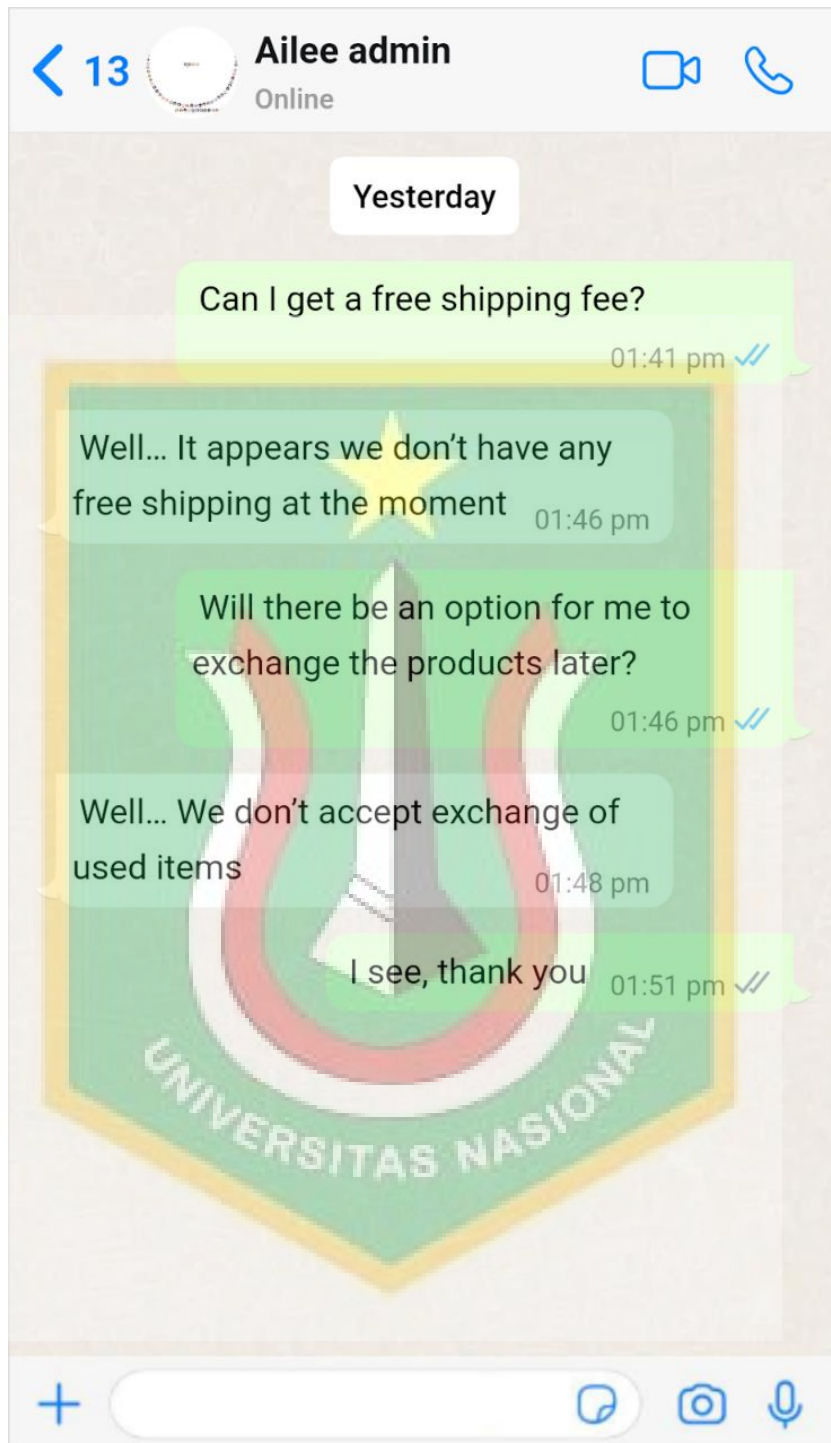 13
Ailee admin
Online
Yesterday
Can I get a free shipping fee?
01:41 pm
Well... It appears we don't have any
free shipping at the moment 01:46 pm
Will there be an option for me to
exchange the products later?
01:46 pm
Well... We don't accept exchange of
used items 01:48 pm
I see, thank you 01:51 pm
UNIVERSITAS NASIONAL